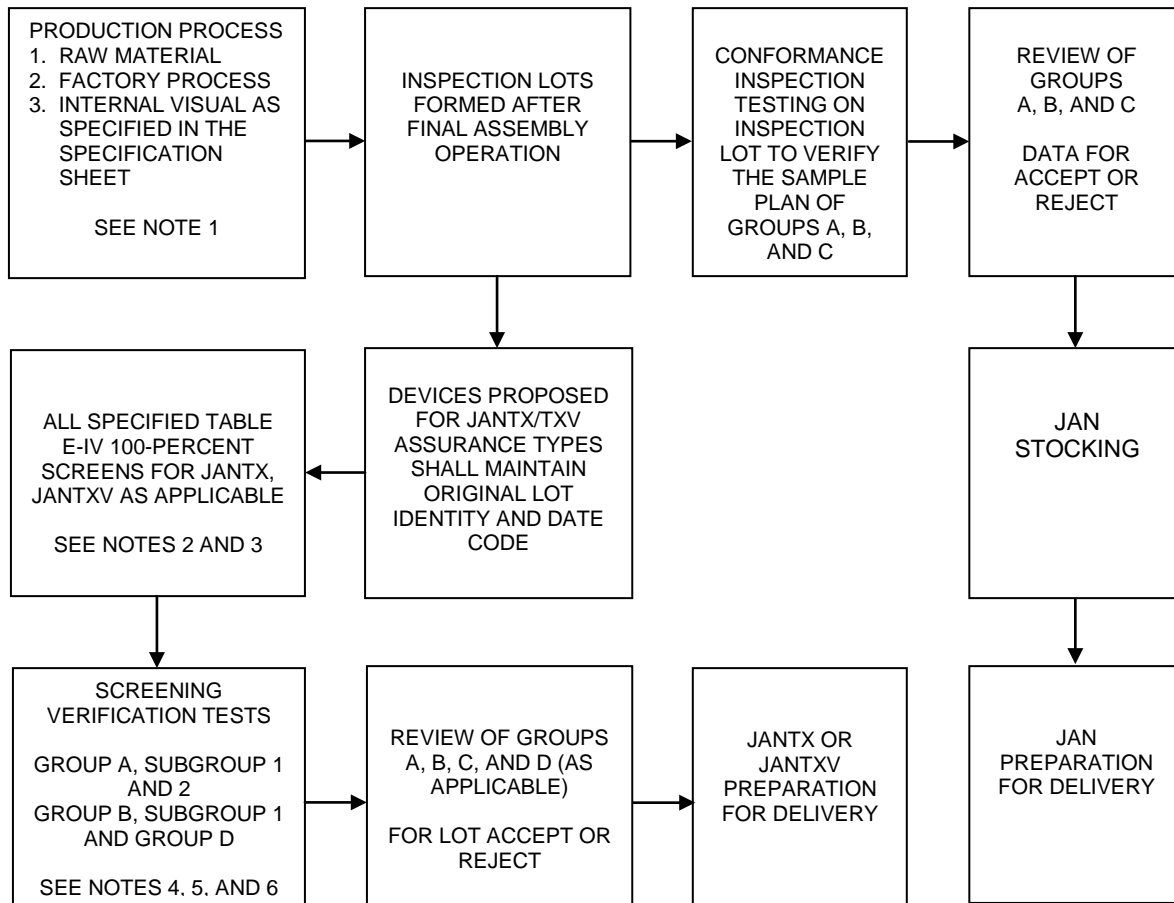 PRODUCTION PROCESS
1. RAW MATERIAL
2. FACTORY PROCESS
3. INTERNAL VISUAL AS
SPECIFIED IN THE
SPECIFICATION
SHEET
SEE NOTE 1
INSPECTION LOTS
FORMED AFTER
FINAL ASSEMBLY
OPERATION
CONFORMANCE
INSPECTION
TESTING ON
INSPECTION
LOT TO VERIFY
THE SAMPLE
PLAN OF
GROUPS A, B,
AND C
REVIEW OF
GROUPS
A, B, AND C
DATA FOR
ACCEPT OR
REJECT
ALL SPECIFIED TABLE
E-IV 100-PERCENT
SCREENS FOR JANTX,
JANTXV AS APPLICABLE
SEE NOTES 2 AND 3
DEVICES PROPOSED
FOR JANTX/TXV
ASSURANCE TYPES
SHALL MAINTAIN
ORIGINAL LOT
IDENTITY AND DATE
CODE
JAN
STOCKING
SCREENING
VERIFICATION TESTS
GROUP A, SUBGROUP 1
AND 2
GROUP B, SUBGROUP 1
AND GROUP D
SEE NOTES 4, 5, AND 6
REVIEW OF GROUPS
A, B, C, AND D (AS
APPLICABLE)
FOR LOT ACCEPT OR
REJECT
JANTX OR
JANTXV
PREPARATION
FOR DELIVERY
JAN
PREPARATION
FOR DELIVERY